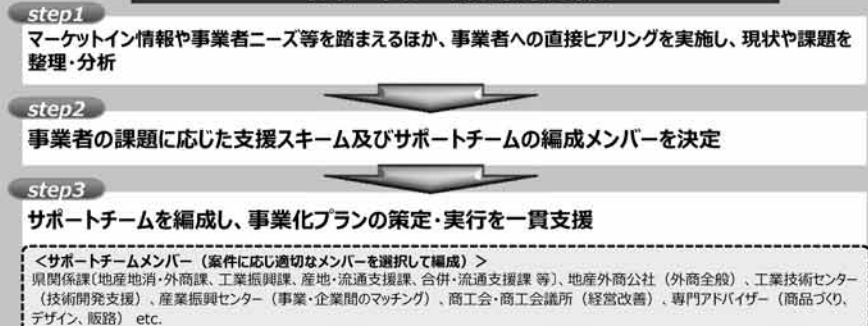 step1
マーケットイン情報や事業者ニーズ等を踏まえるほか、事業者への直接ヒアリングを実施し、現状や課題を
整理・分析
step2
事業者の課題に応じた支援スキーム及びサポートチームの編成メンバーを決定
step3
サポートチームを編成し、事業化プランの策定・実行を一貫支援
＜サポートチームメンバー（案件に応じ適切なメンバーを選択して編成）＞
県関係課〔地産地消・外商課、工業振興課、産地・流通支援課、合併・流通支援課 等〕、地産外商公社（外商全般）、工業技術センター
（技術開発支援）、産業振興センター（事業・企業間のマッチング）、商工会・商工会議所（経営改善）、専門アドバイザー（商品づくり、
デザイン、販路） etc.